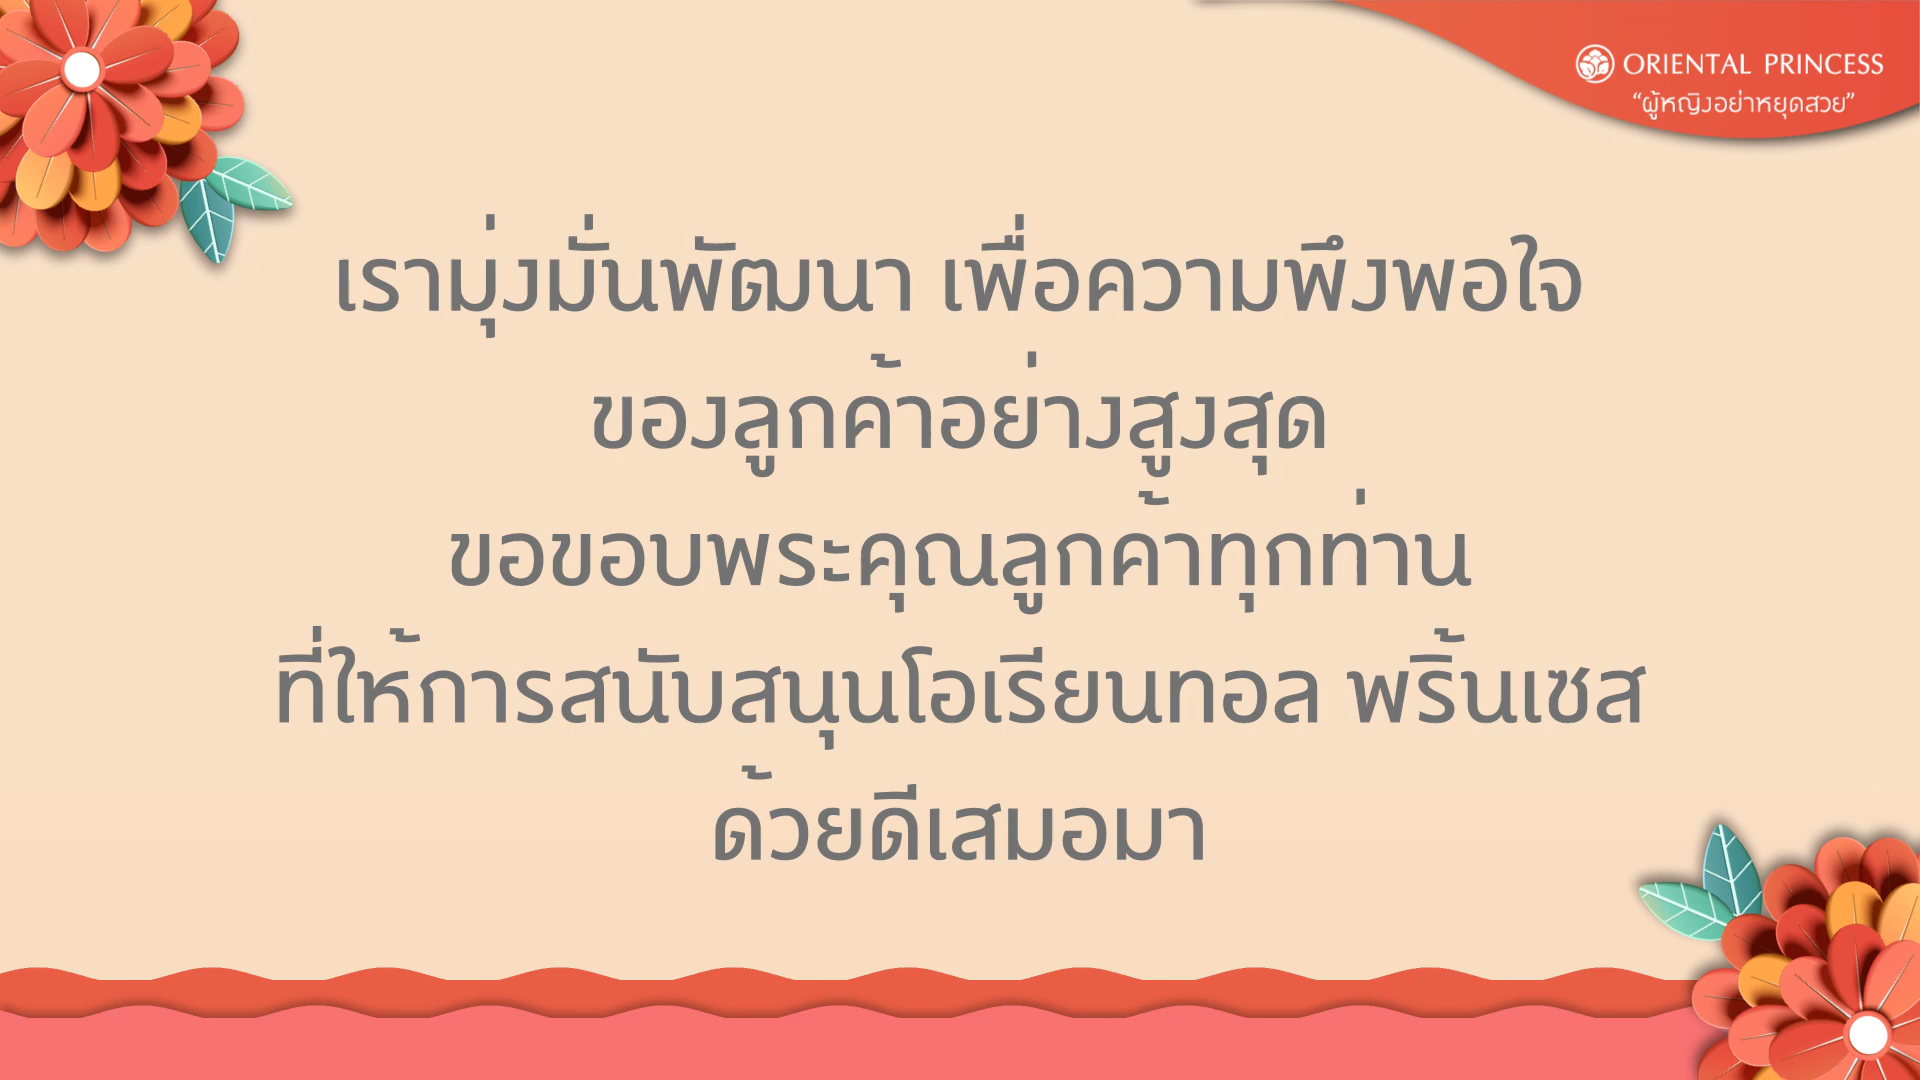 ORIENTAL PRINCESS
“ผู้หญิงอย่าหยุดสวย”
เรามุ่งมั่นพัฒนา เพื่อความพึงพอใจ
ของลูกค้าอย่างสูงสุด
ขอขอบพระคุณลูกค้าทุกท่าน
ที่ให้การสนับสนุนโอเรียนทอล พริ้นเซส
ด้วยดีเสมอมา